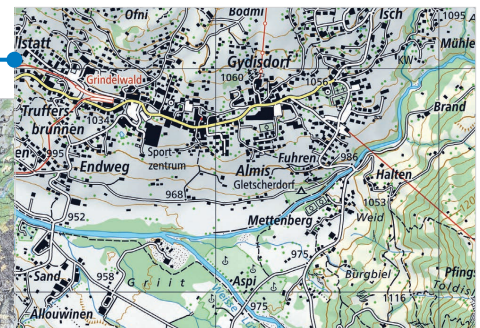 Ofni
Bodmi
Isch
1095
llstatt
Mühle
Gydisdorf
KW
Grindelwald
1060
1056
Brand
Truffers-
brunnen
1034
en
995
Endweg
Sport-
zentrum
Almis
Fuhren
986
Gletscherdorf
Halten
968
1053
952
Mettenberg
Weid
975
Sand
958
Griit
Aspi
Bürgbiel
Pfing
Toldis
1116
975
Allouwinen